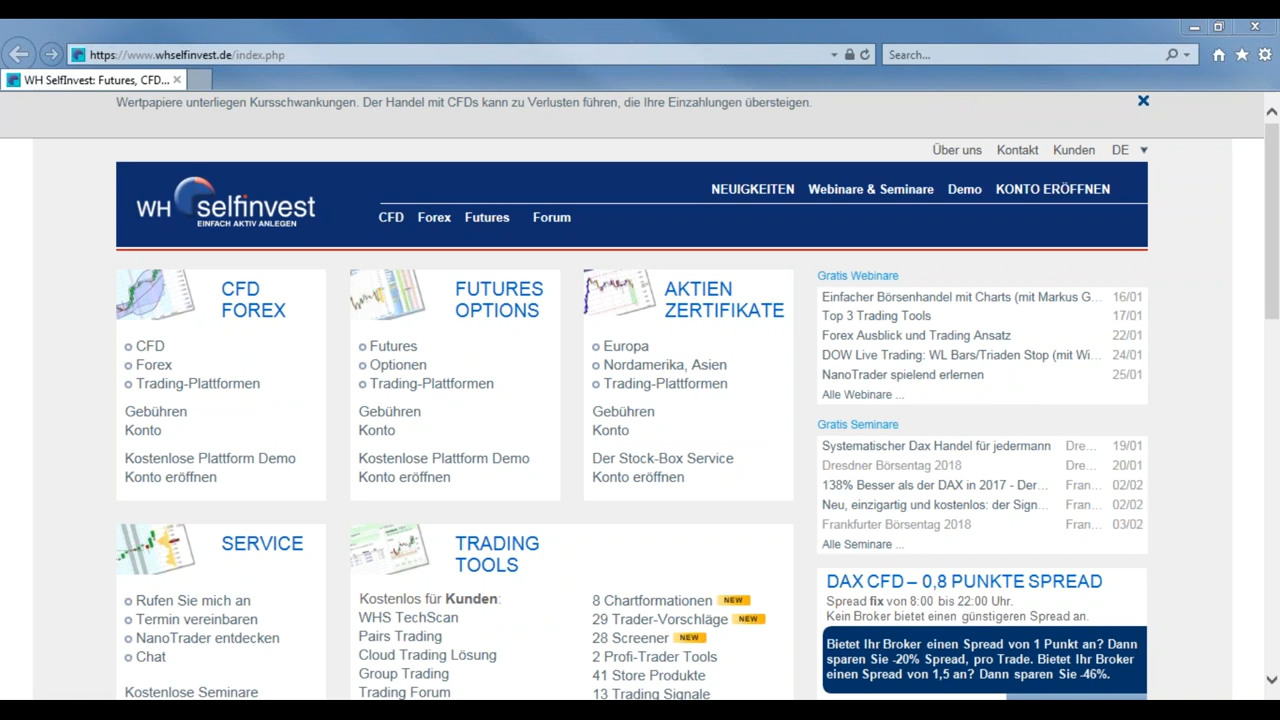 https://www.whselfinvest.de/index.php
Search...
WH SelfInvest: Futures, CFD...
Wertpapiere unterliegen Kursschwankungen. Der Handel mit CFDs kann zu Verlusten führen, die Ihre Einzahlungen übersteigen.
Über uns Kontakt Kunden DE
WH selfinvest
EINFACH AKTIV ANLEGEN
NEUIGKEITEN Webinare & Seminare Demo KONTO ERÖFFNEN
CFD Forex Futures Forum
CFD
FOREX
CFD
Forex
Trading-Plattformen
Gebühren
Konto
Kostenlose Plattform Demo
Konto eröffnen
FUTURES
OPTIONS
Futures
Optionen
Trading-Plattformen
Gebühren
Konto
Kostenlose Plattform Demo
Konto eröffnen
AKTIEN
ZERTIFIKATE
Europa
Nordamerika, Asien
Trading-Plattformen
Gebühren
Konto
Der Stock-Box Service
Konto eröffnen
Gratis Webinare
Einfacher Börsenhandel mit Charts (mit Markus G... 16/01
Top 3 Trading Tools 17/01
Forex Ausblick und Trading Ansatz 22/01
DOW Live Trading: WL Bars/Triaden Stop (mit Wi... 24/01
NanoTrader spielend erlernen 25/01
Alle Webinare ...
Gratis Seminare
Systematischer Dax Handel für jedermann Dre... 19/01
Dresdner Börsentag 2018 Dre... 20/01
138% Besser als der DAX in 2017 - Der... Fran... 02/02
Neu, einzigartig und kostenlos: der Sign... Fran... 02/02
Frankfurter Börsentag 2018 Fran... 03/02
Alle Seminare ...
SERVICE
Rufen Sie mich an
Termin vereinbaren
NanoTrader entdecken
Chat
Kostenlose Seminare
TRADING
TOOLS
Kostenlos für Kunden:
WHS TechScan
Pairs Trading
Cloud Trading Lösung
Group Trading
Trading Forum
8 Chartformationen NEW
29 Trader-Vorschläge NEW
28 Screener NEW
2 Profi-Trader Tools
41 Store Produkte
13 Trading Signale
DAX CFD – 0,8 PUNKTE SPREAD
Spread fix von 8:00 bis 22:00 Uhr.
Kein Broker bietet einen günstigeren Spread an.
Bietet Ihr Broker einen Spread von 1 Punkt an? Dann
sparen Sie -20% Spread, pro Trade. Bietet Ihr Broker
einen Spread von 1,5 an? Dann sparen Sie -46%.